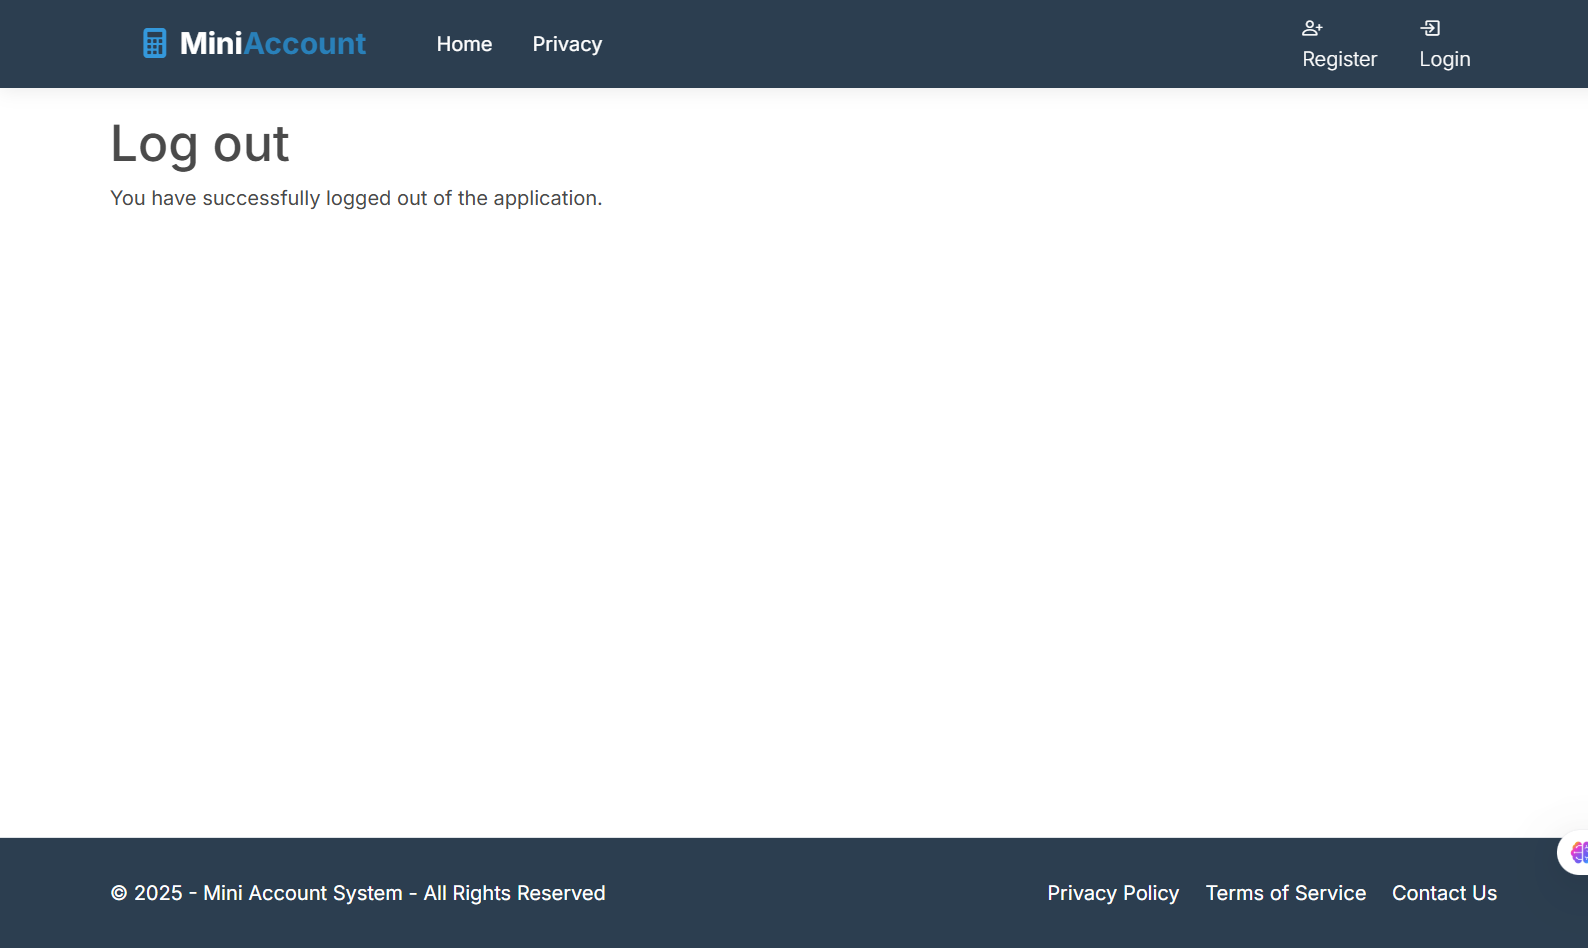 MiniAccount
Home
Privacy
Register
Login
Log out
You have successfully logged out of the application.
© 2025 - Mini Account System - All Rights Reserved
Privacy Policy
Terms of Service
Contact Us